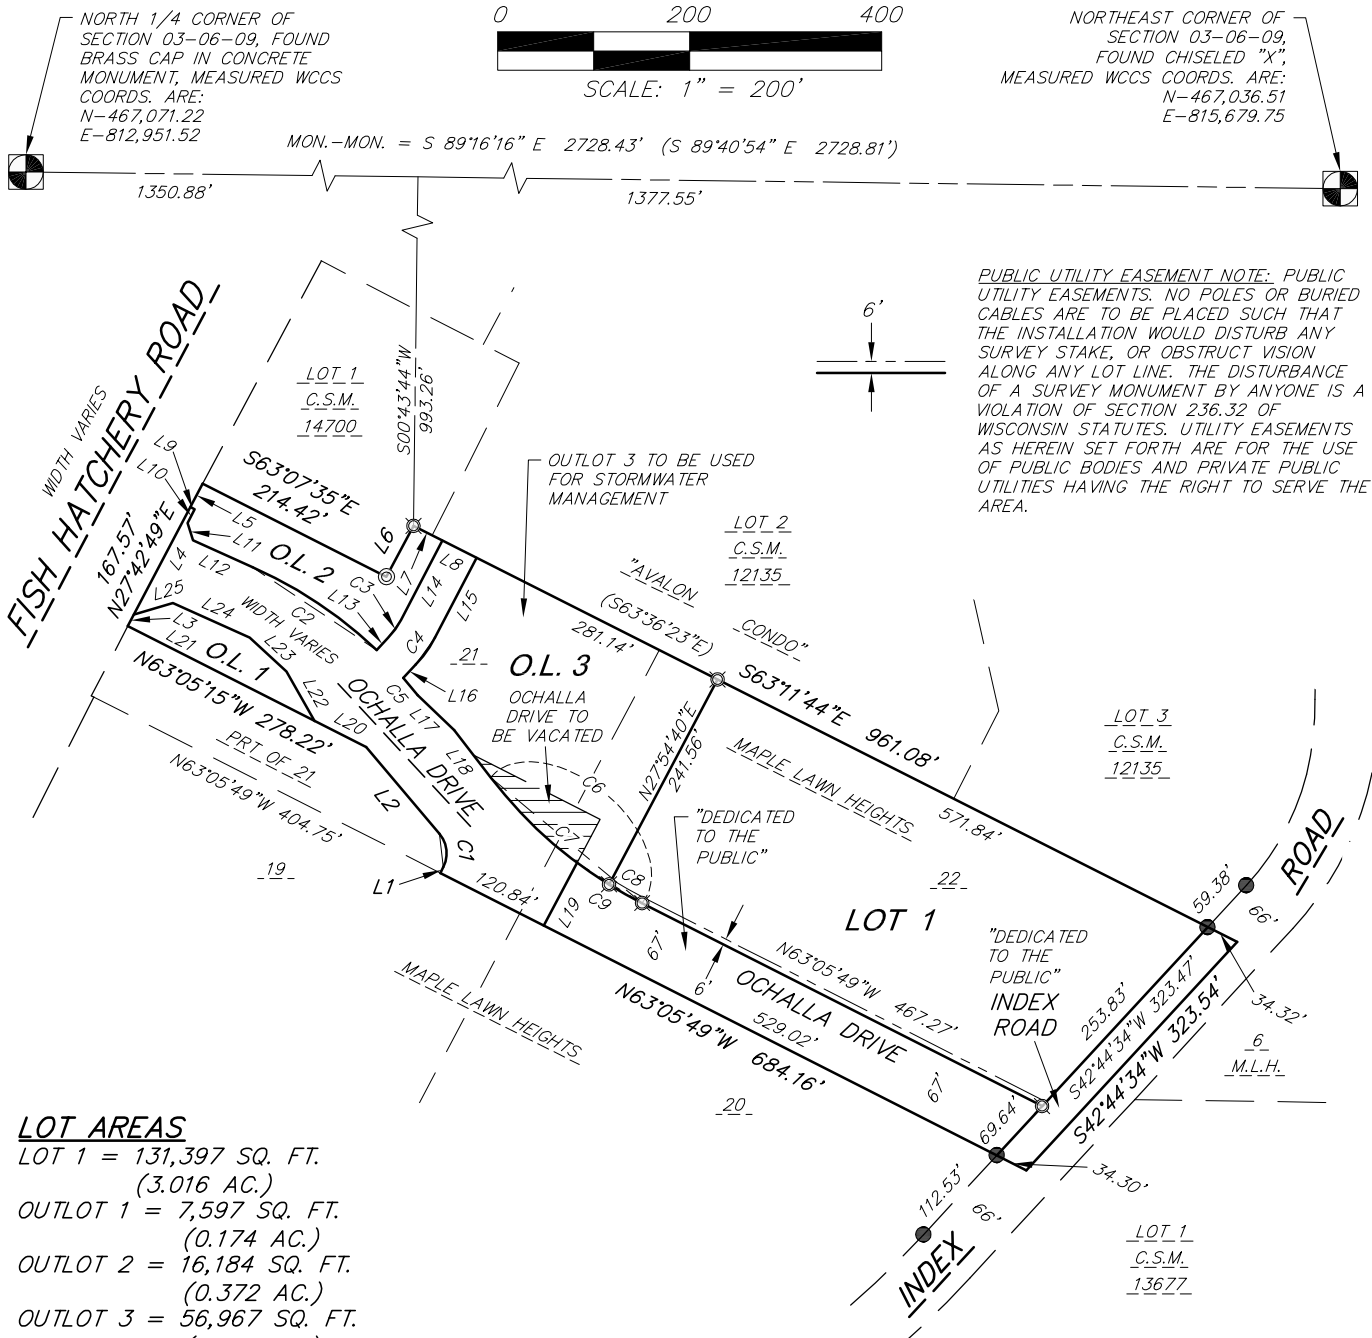 NORTH 1/4 CORNER OF
SECTION 03-06-09, FOUND
BRASS CAP IN CONCRETE
MONUMENT, MEASURED WCCS
COORDS. ARE:
N-467,071.22
E-812,951.52
0 200 400
SCALE: 1" = 200'
NORTHEAST CORNER OF
SECTION 03-06-09,
FOUND CHISELED "X",
MEASURED WCCS COORDS. ARE:
N-467,036.51
E-815,679.75
MON.-MON. = S 89°16'16" E 2728.43' (S 89°40'54" E 2728.81')
1350.88'
1377.55'
PUBLIC UTILITY EASEMENT NOTE: PUBLIC
UTILITY EASEMENTS. NO POLES OR BURIED
CABLES ARE TO BE PLACED SUCH THAT
THE INSTALLATION WOULD DISTURB ANY
SURVEY STAKE, OR OBSTRUCT VISION
ALONG ANY LOT LINE. THE DISTURBANCE
OF A SURVEY MONUMENT BY ANYONE IS A
VIOLATION OF SECTION 236.32 OF
WISCONSIN STATUTES. UTILITY EASEMENTS
AS HEREIN SET FORTH ARE FOR THE USE
OF PUBLIC BODIES AND PRIVATE PUBLIC
UTILITIES HAVING THE RIGHT TO SERVE THE
AREA.
6'
FISH HATCHERY ROAD
WIDTH VARIES
LOT 1
C.S.M.
14700
S00°43'44"W
993.26'
S63°07'35"E
214.42'
OUTLOT 3 TO BE USED
FOR STORMWATER
MANAGEMENT
LOT 2
C.S.M.
12135
L9
L10
L5
L11
L12
O.L. 2
L6
C3
L7
L8
L13
L14
L15
C2
167.57'
N27°42'49"E
L4
L25
L3
L24
L21
O.L. 1
L23
L22
L20
WIDTH VARIES
C4
C5
L16
L17
L18
"AVALON
(S63°36'23"E)
CONDO"
281.14'
21
O.L. 3
OCHALLA
DRIVE TO
BE VACATED
S63°11'44"E 961.08'
N63°05'15"W 278.22'
PRT OF 21
N63°05'49"W 404.75'
OCHALLA DRIVE
L2
C1
L1
19
120.84'
L19
C6
C7
C8
C9
N27°54'40"E
241.56'
MAPLE LAWN HEIGHTS
571.84'
"DEDICATED
TO THE
PUBLIC"
22
LOT 1
LOT 3
C.S.M.
12135
ROAD
59.38'
66'
"DEDICATED
TO THE
PUBLIC"
INDEX
ROAD
67'
6'
N63°05'49"W 467.27'
OCHALLA DRIVE
529.02'
N63°05'49"W 684.16'
MAPLE LAWN HEIGHTS
67'
253.83'
S42°44'34"W 323.47'
S42°44'34"W 323.54'
34.32'
6
M.L.H.
20
69.64'
34.30'
112.53'
66'
INDEX
LOT 1
C.S.M.
13677
LOT AREAS
LOT 1 = 131,397 SQ. FT.
(3.016 AC.)
OUTLOT 1 = 7,597 SQ. FT.
(0.174 AC.)
OUTLOT 2 = 16,184 SQ. FT.
(0.372 AC.)
OUTLOT 3 = 56,967 SQ. FT.